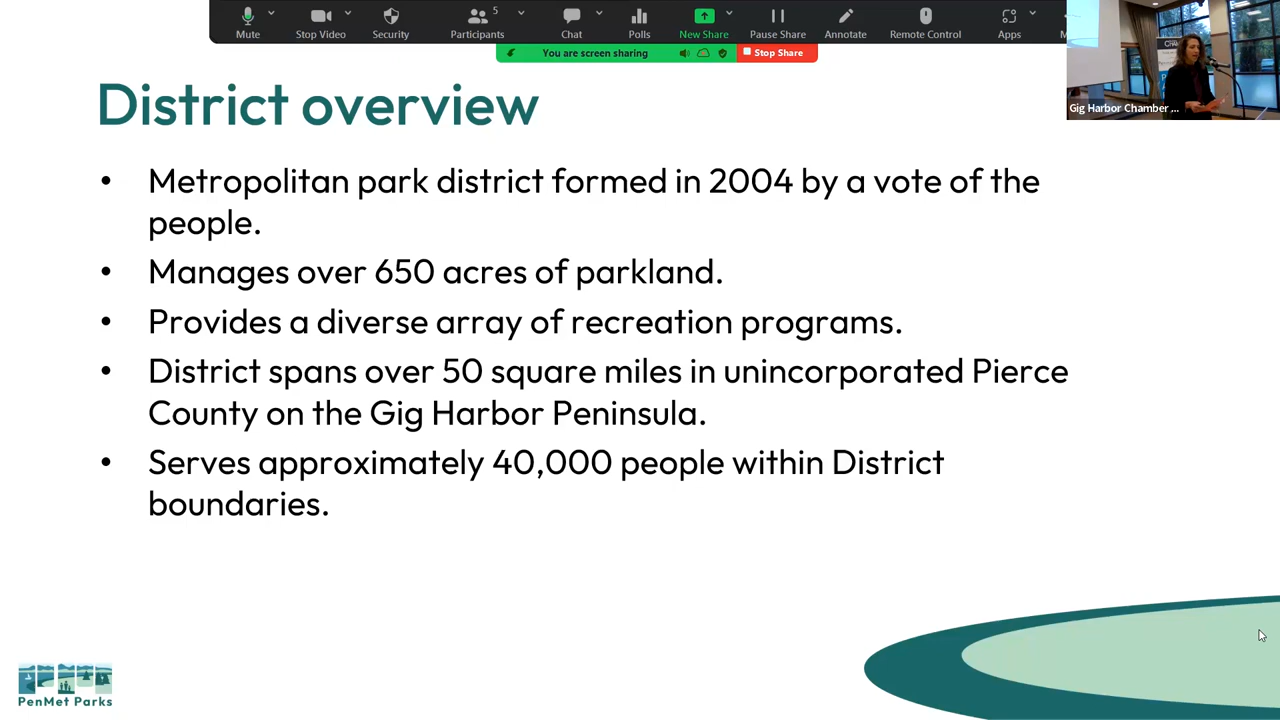 5
Mute
Stop Video
Security
Participants
Chat
Polls
New Share
Pause Share
Annotate
Remote Control
Apps
You are screen sharing
Stop Share
Gig Harbor Chamber ...
District overview
• Metropolitan park district formed in 2004 by a vote of the
people.
• Manages over 650 acres of parkland.
• Provides a diverse array of recreation programs.
• District spans over 50 square miles in unincorporated Pierce
County on the Gig Harbor Peninsula.
• Serves approximately 40,000 people within District
boundaries.
PenMet Parks